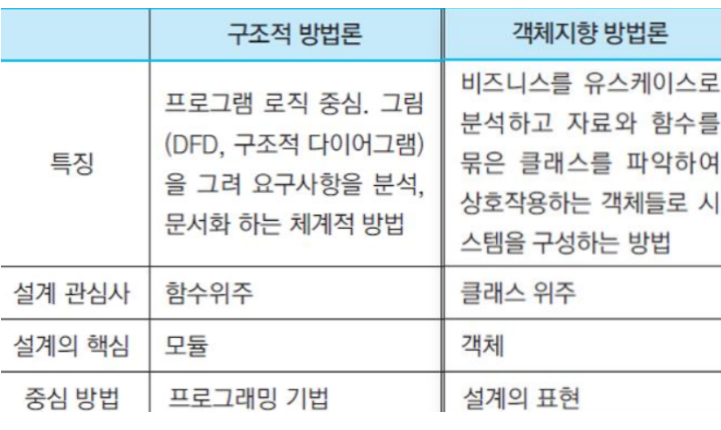 구조적 방법론
객체지향 방법론
특징
프로그램 로직 중심. 그림
(DFD, 구조적 다이어그램)
을 그려 요구사항을 분석,
문서화 하는 체계적 방법
비즈니스를 유스케이스로
분석하고 자료와 함수를
묶은 클래스를 파악하여
상호작용하는 객체들로 시
스템을 구성하는 방법
설계 관심사
함수위주
클래스 위주
설계의 핵심
모듈
객체
중심 방법
프로그래밍 기법
설계의 표현